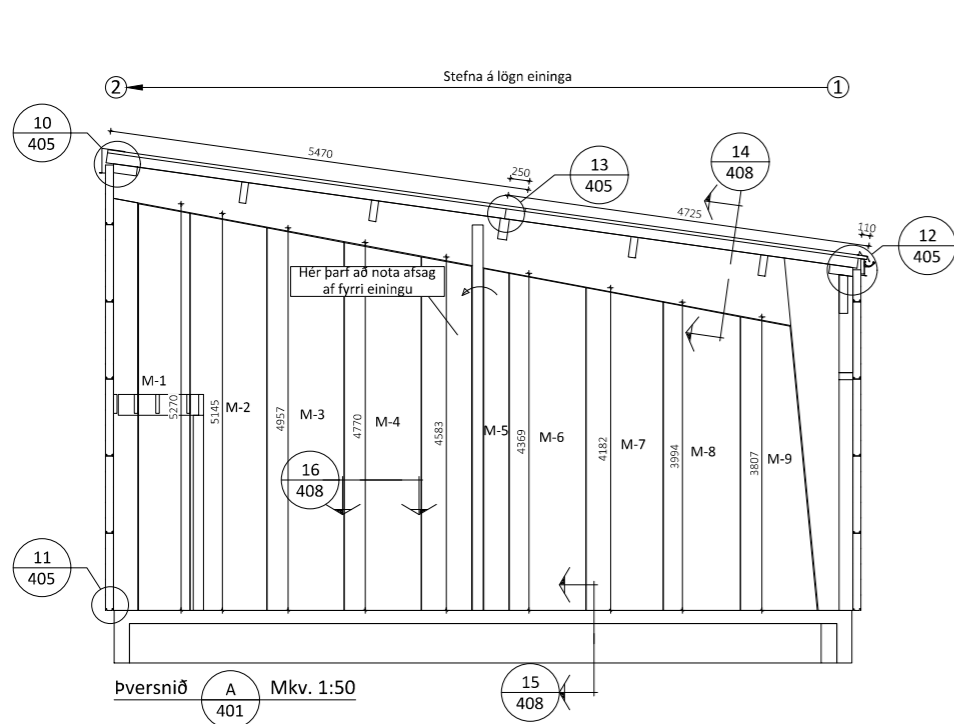 Stefna á lögn eininga
2
1
10
405
5470
250
13
405
14
408
4725
110
12
405
Hér þarf að nota afsag
af fyrri einingu
M-1
5270
5145
M-2
4957
M-3
4770
M-4
4583
M-5
4369
M-6
4182
M-7
3994
M-8
3807
M-9
16
408
11
405
15
408
Þversnið
A
401
Mkv. 1:50